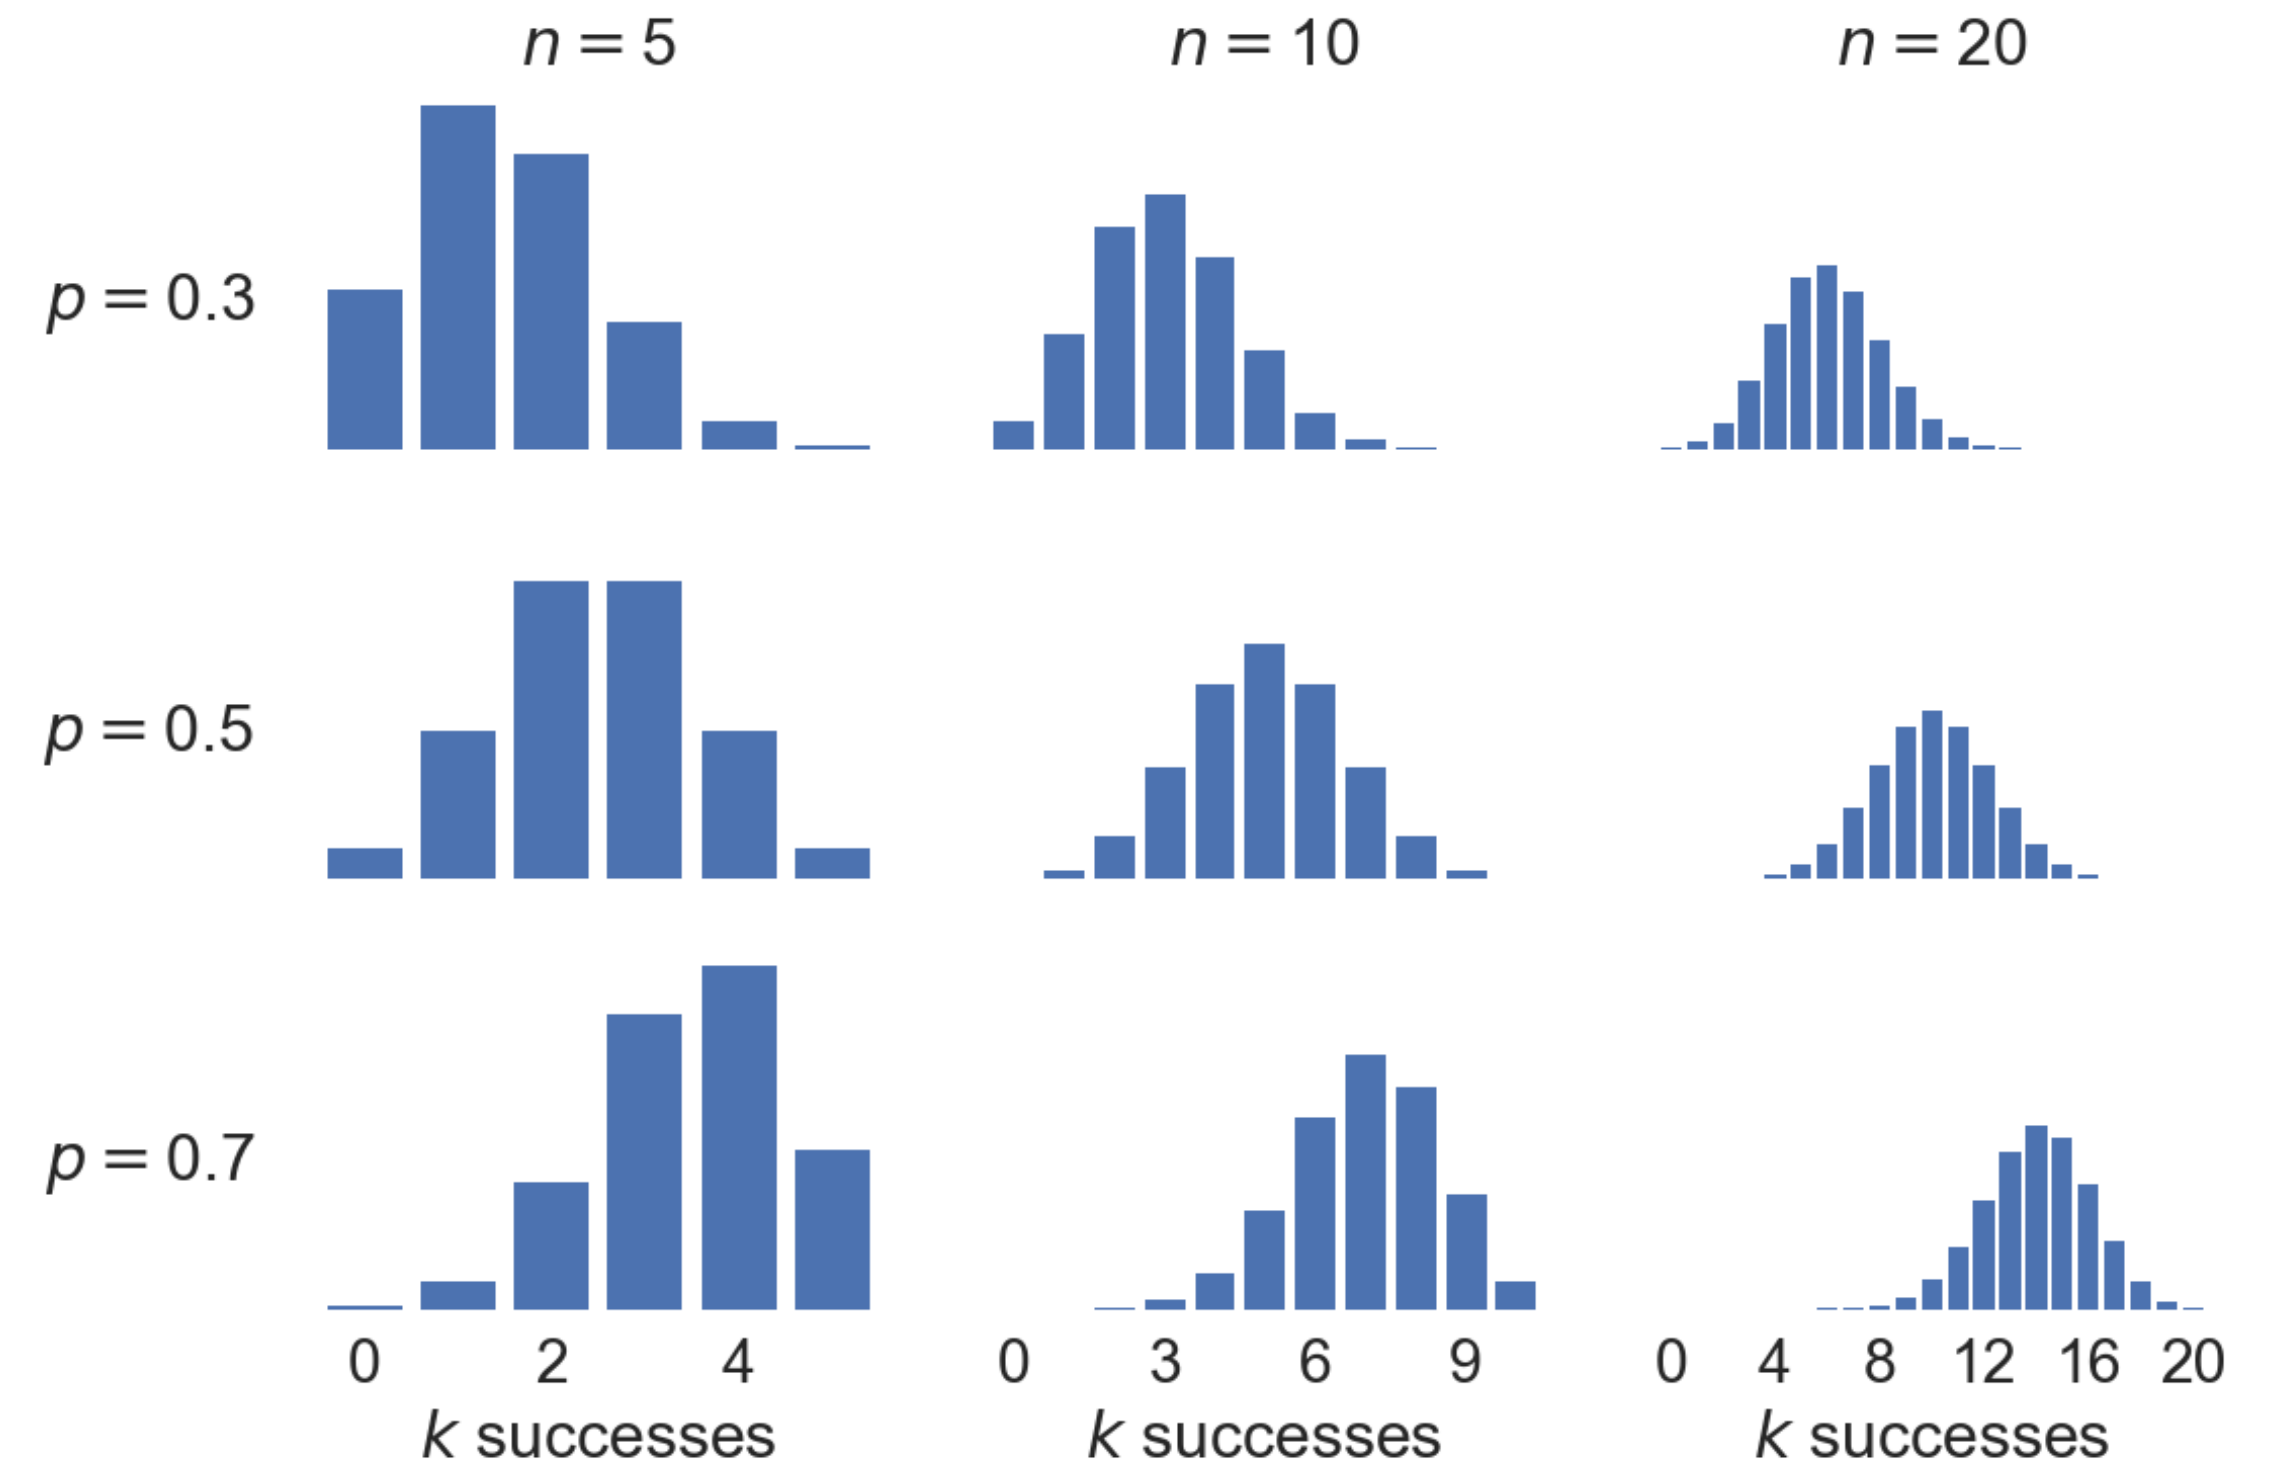 n = 5 n = 10 n = 20
p = 0.3
p = 0.5
p = 0.7
0 2 4 0 3 6 9 0 4 8 12 16 20
k successes k successes k successes